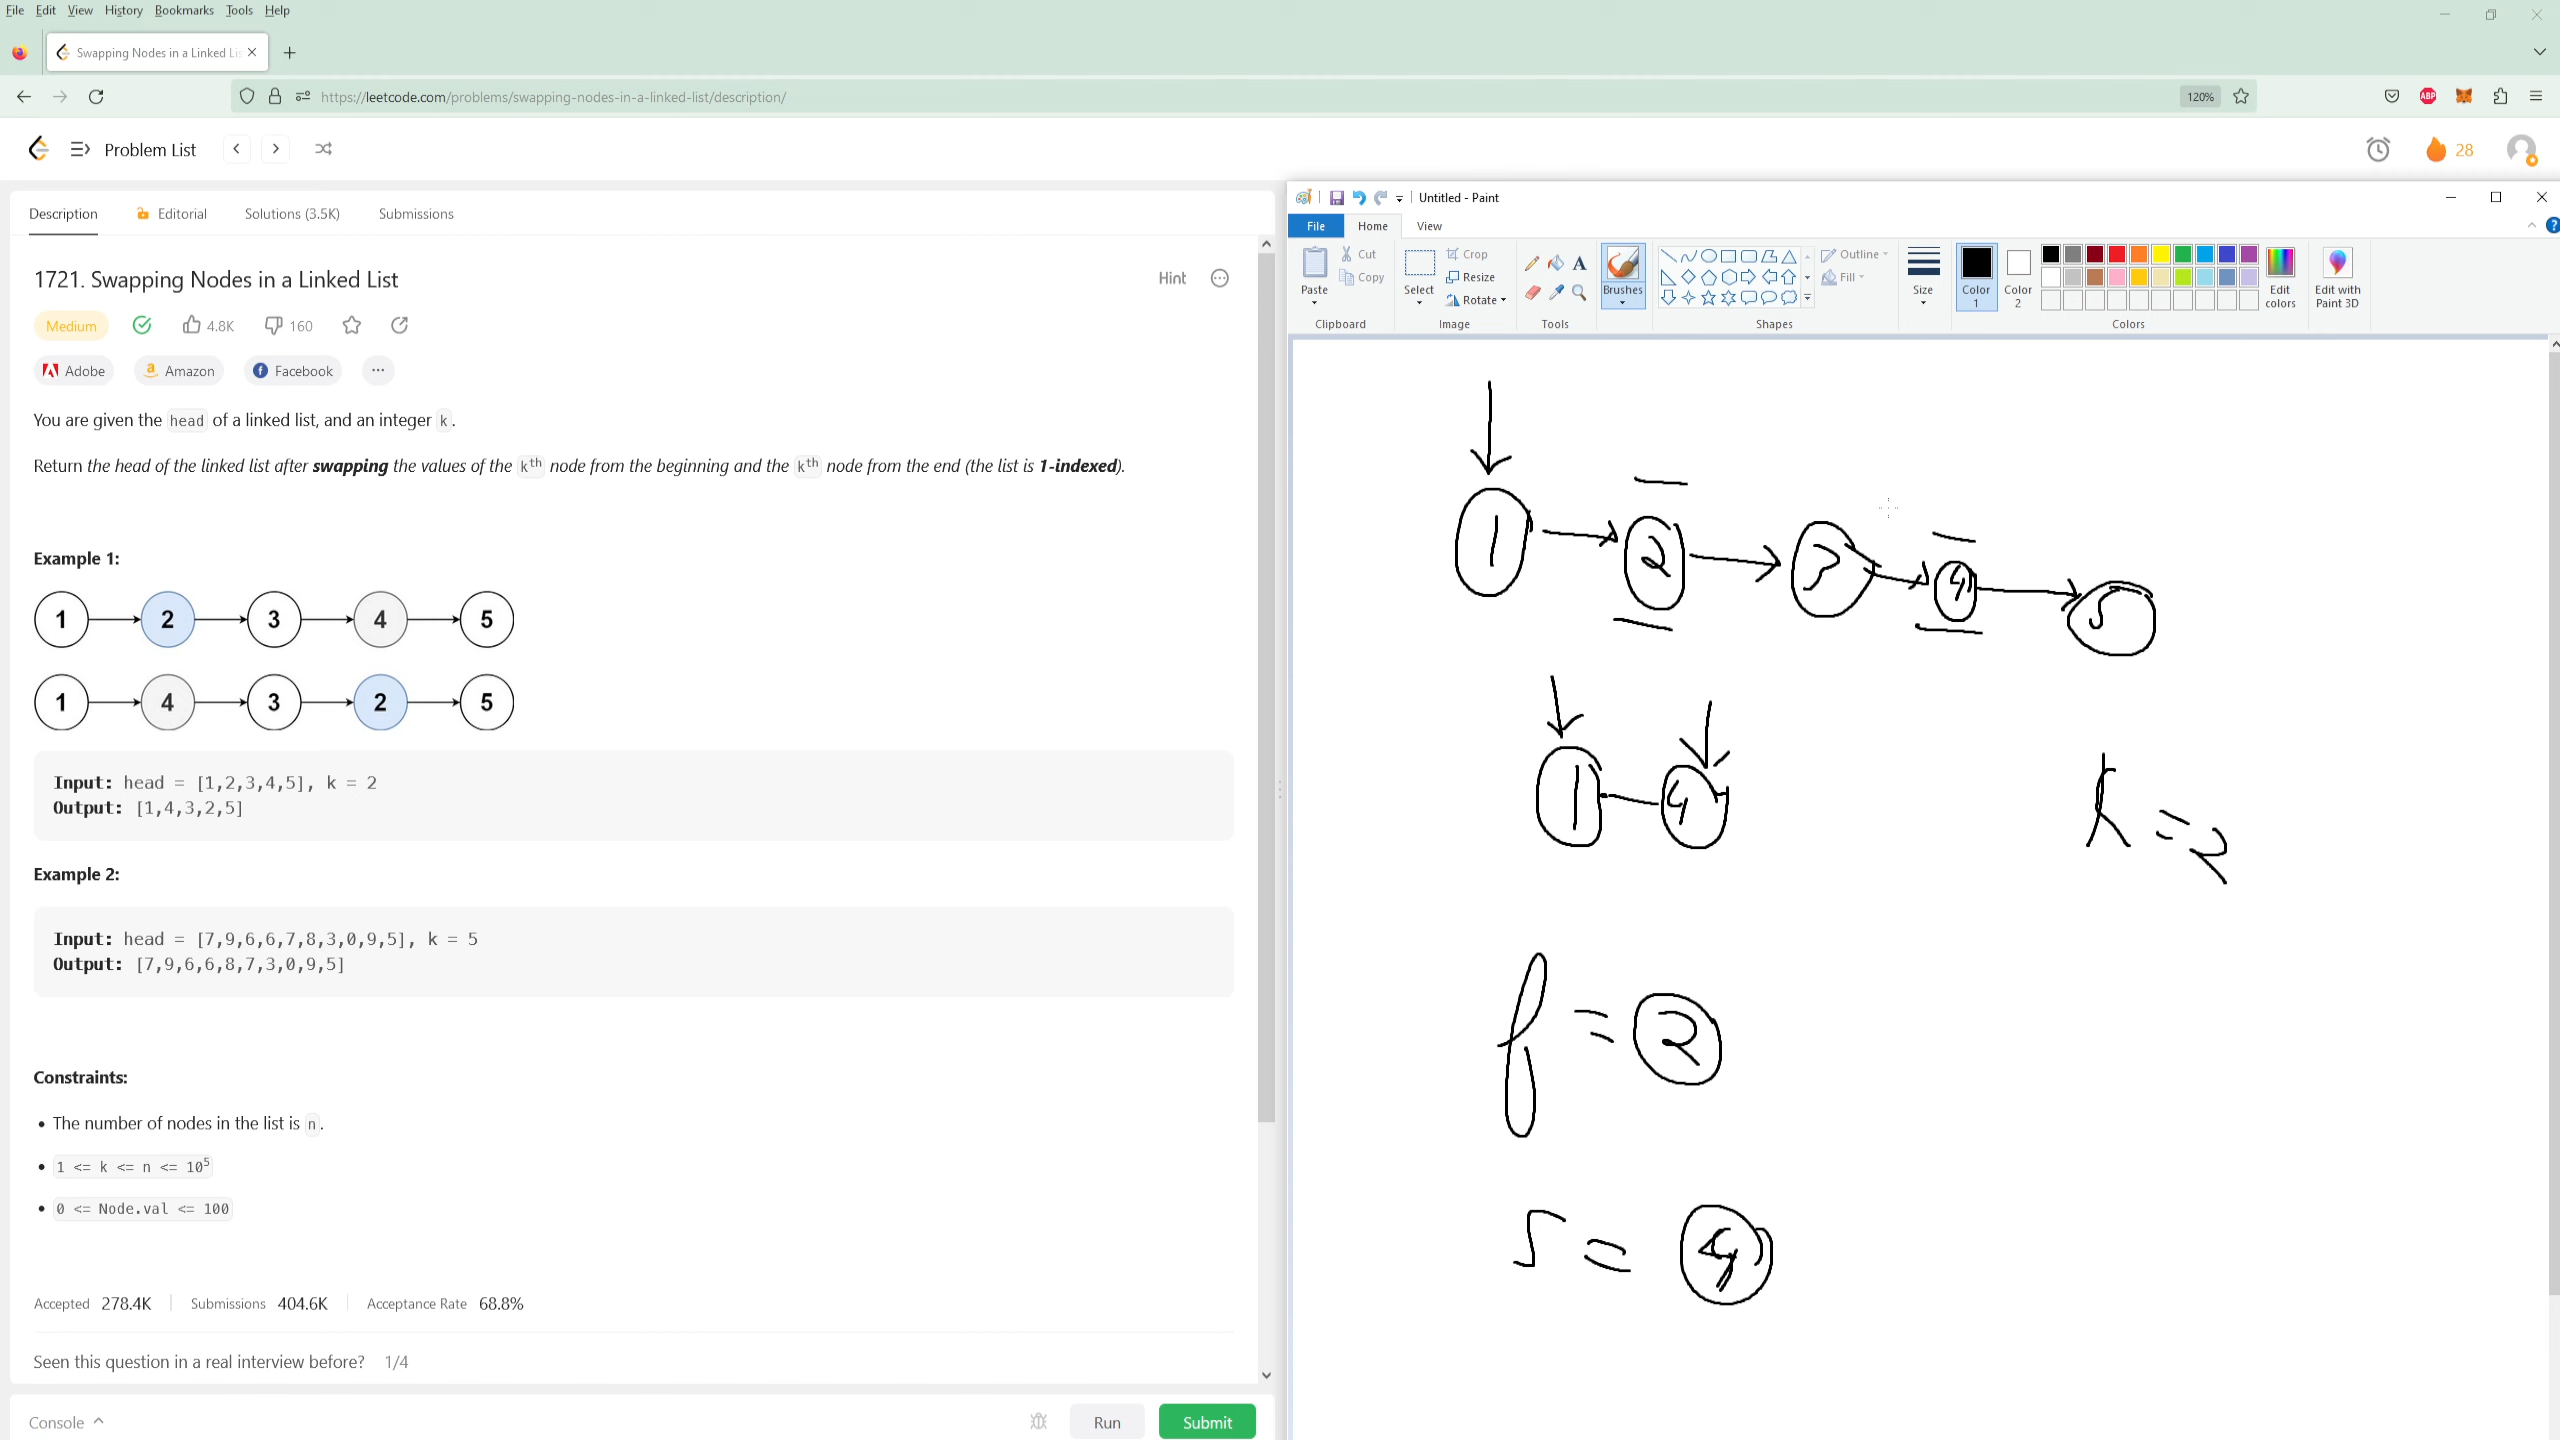 File Edit View History Bookmarks Tools Help
Swapping Nodes in a Linked Lis
https://leetcode.com/problems/swapping-nodes-in-a-linked-list/description/
120%
ABP
Problem List
28
Description Editorial Solutions (3.5K) Submissions
1721. Swapping Nodes in a Linked List
Hint
Medium 4.8K 160
Adobe Amazon Facebook
You are given the head of a linked list, and an integer k.
Return the head of the linked list after swapping the values of the kth node from the beginning and the kth node from the end (the list is 1-indexed).
Example 1:
1 2 3 4 5
1 4 3 2 5
Input: head = [1,2,3,4,5], k = 2
Output: [1,4,3,2,5]
Example 2:
Input: head = [7,9,6,6,7,8,3,0,9,5], k = 5
Output: [7,9,6,6,8,7,3,0,9,5]
Constraints:
The number of nodes in the list is n.
1 <= k <= n <= 10^5
0 <= Node.val <= 100
Accepted 278.4K Submissions 404.6K Acceptance Rate 68.8%
Seen this question in a real interview before? 1/4
Console Run Submit
Untitled - Paint
File Home View
Paste Cut Copy
Clipboard
Select Crop Resize Rotate
Image
A
Tools
Brushes
Outline Fill
Shapes
Size
Color 1
Color 2
Edit colors
Colors
Edit with Paint 3D
1 2 3 4 5
1 4
k = 2
f = 2
s = 4